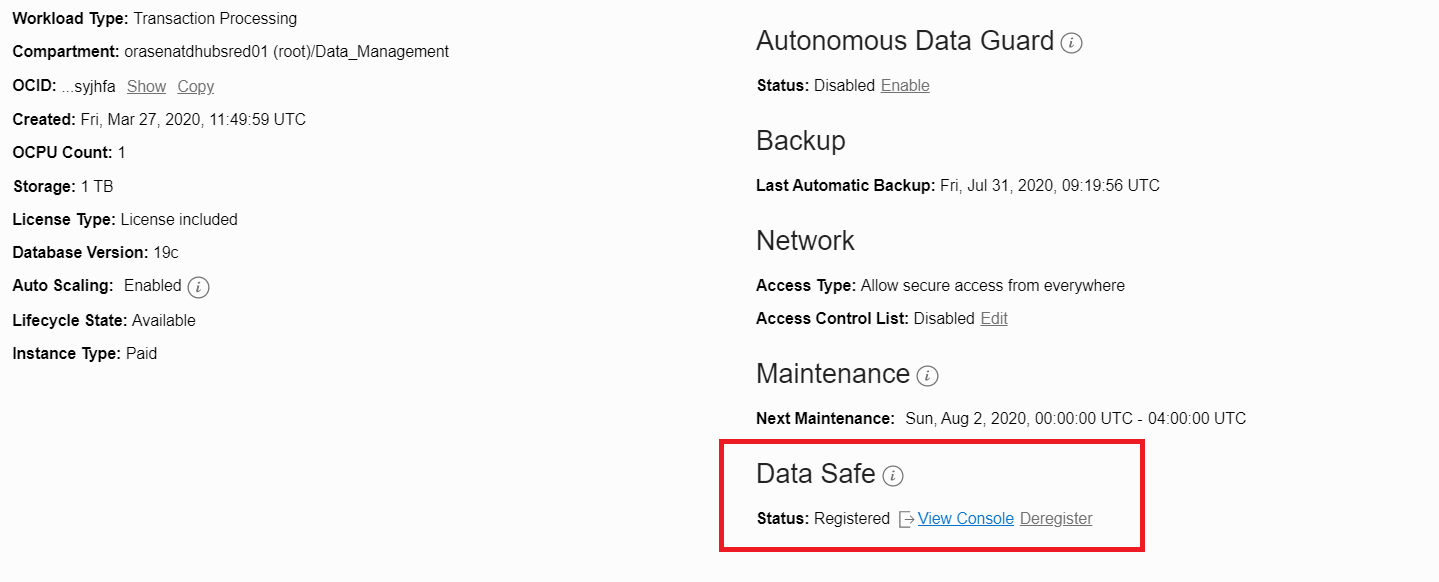 Workload Type: Transaction Processing
Compartment: orasenatdhubsred01 (root)/Data_Management
OCID: ...syjhfa Show Copy
Created: Fri, Mar 27, 2020, 11:49:59 UTC
OCPU Count: 1
Storage: 1 TB
License Type: License included
Database Version: 19c
Auto Scaling: Enabled i
Lifecycle State: Available
Instance Type: Paid
Autonomous Data Guard i
Status: Disabled Enable
Backup
Last Automatic Backup: Fri, Jul 31, 2020, 09:19:56 UTC
Network
Access Type: Allow secure access from everywhere
Access Control List: Disabled Edit
Maintenance i
Next Maintenance: Sun, Aug 2, 2020, 00:00:00 UTC - 04:00:00 UTC
Data Safe i
Status: Registered View Console Deregister